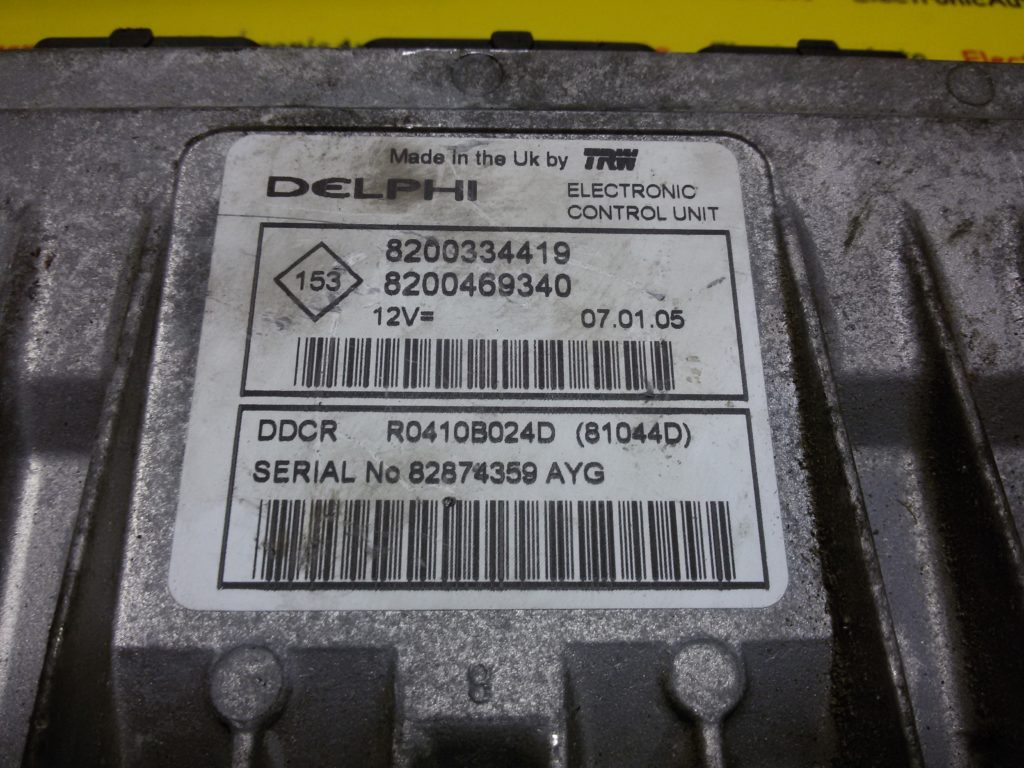 Made in the Uk by TRW
DELPHI
ELECTRONIC
CONTROL UNIT
153
8200334419
8200469340
12V=
07.01.05
DDCR R0410B024D (81044D)
SERIAL No 82874359 AYG
8